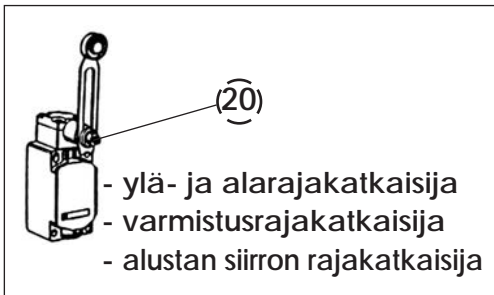 (20)
- ylä- ja alarajakatkaisija
- varmistusrajakatkaisija
- alustan siirron rajakatkaisija